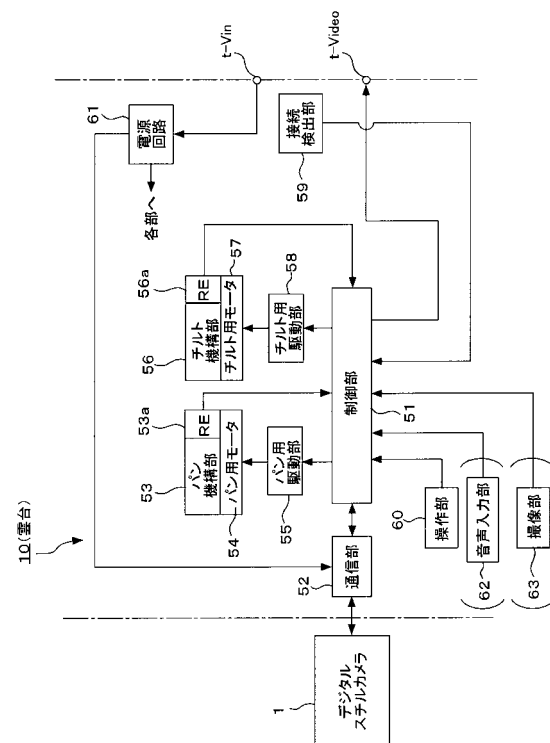 10(雲台)
1
デジタル
スチルカメラ
52
通信部
53
パン
機構部
RE
53a
54
パン用モータ
55
パン用
駆動部
56
チルト
機構部
RE
56a
チルト用モータ
57
チルト用
駆動部
58
制御部
51
61
電源
回路
各部へ
接続
検出部
59
t-Vin
t-Video
60
操作部
62
音声入力部
63
撮像部